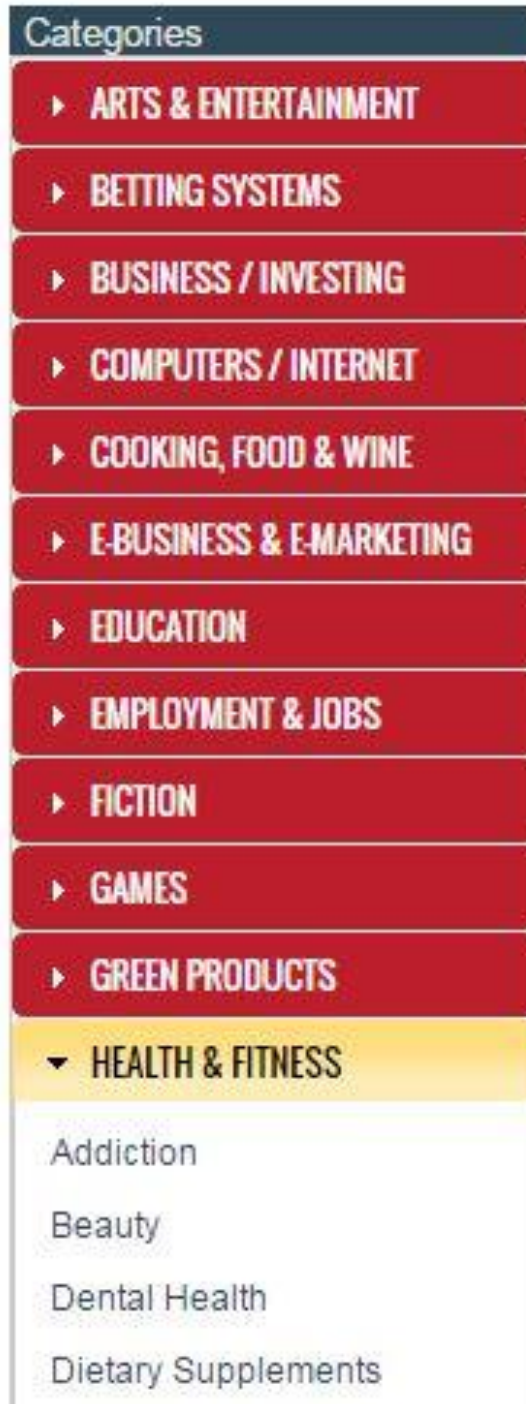 Categories
ARTS & ENTERTAINMENT
BETTING SYSTEMS
BUSINESS / INVESTING
COMPUTERS / INTERNET
COOKING, FOOD & WINE
E-BUSINESS & E-MARKETING
EDUCATION
EMPLOYMENT & JOBS
FICTION
GAMES
GREEN PRODUCTS
HEALTH & FITNESS
Addiction
Beauty
Dental Health
Dietary Supplements